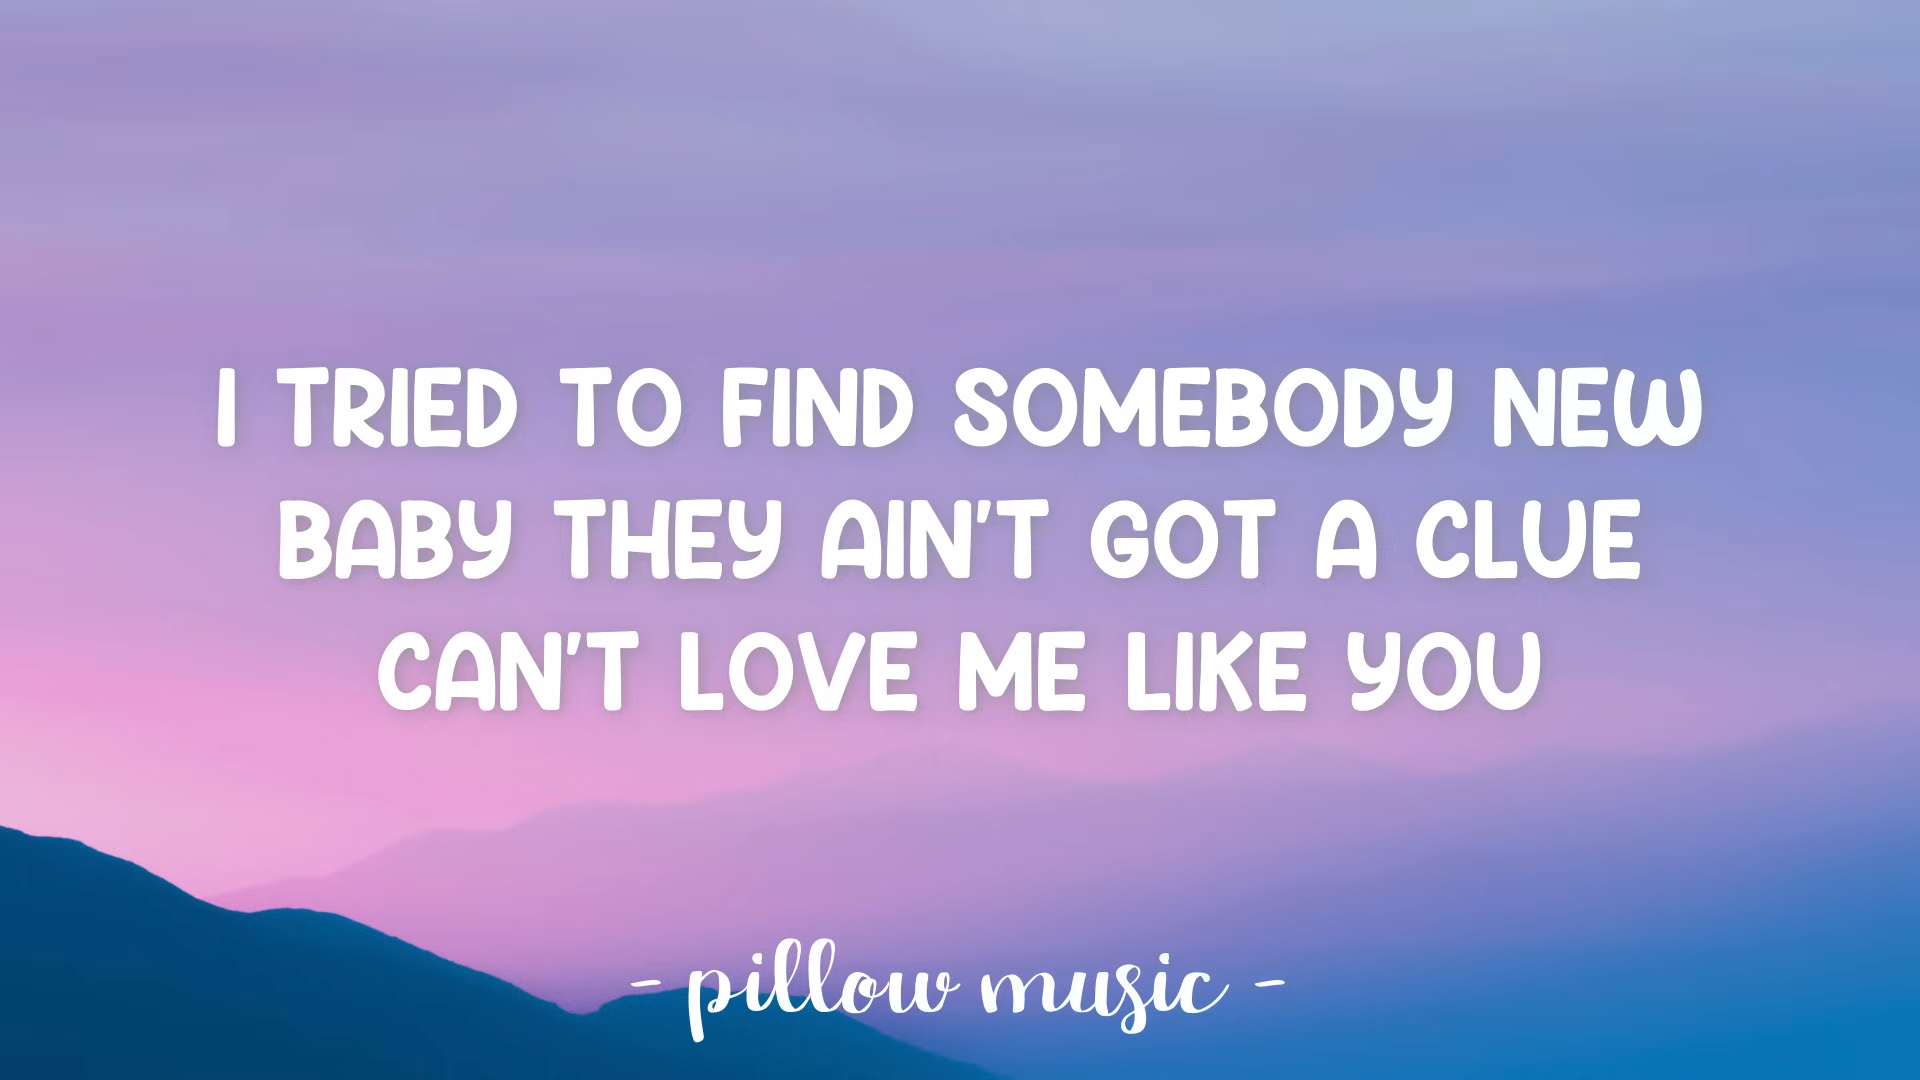 I TRIED TO FIND SOMEBODY NEW
BABY THEY AIN'T GOT A CLUE
CAN'T LOVE ME LIKE YOU
- pillow music -